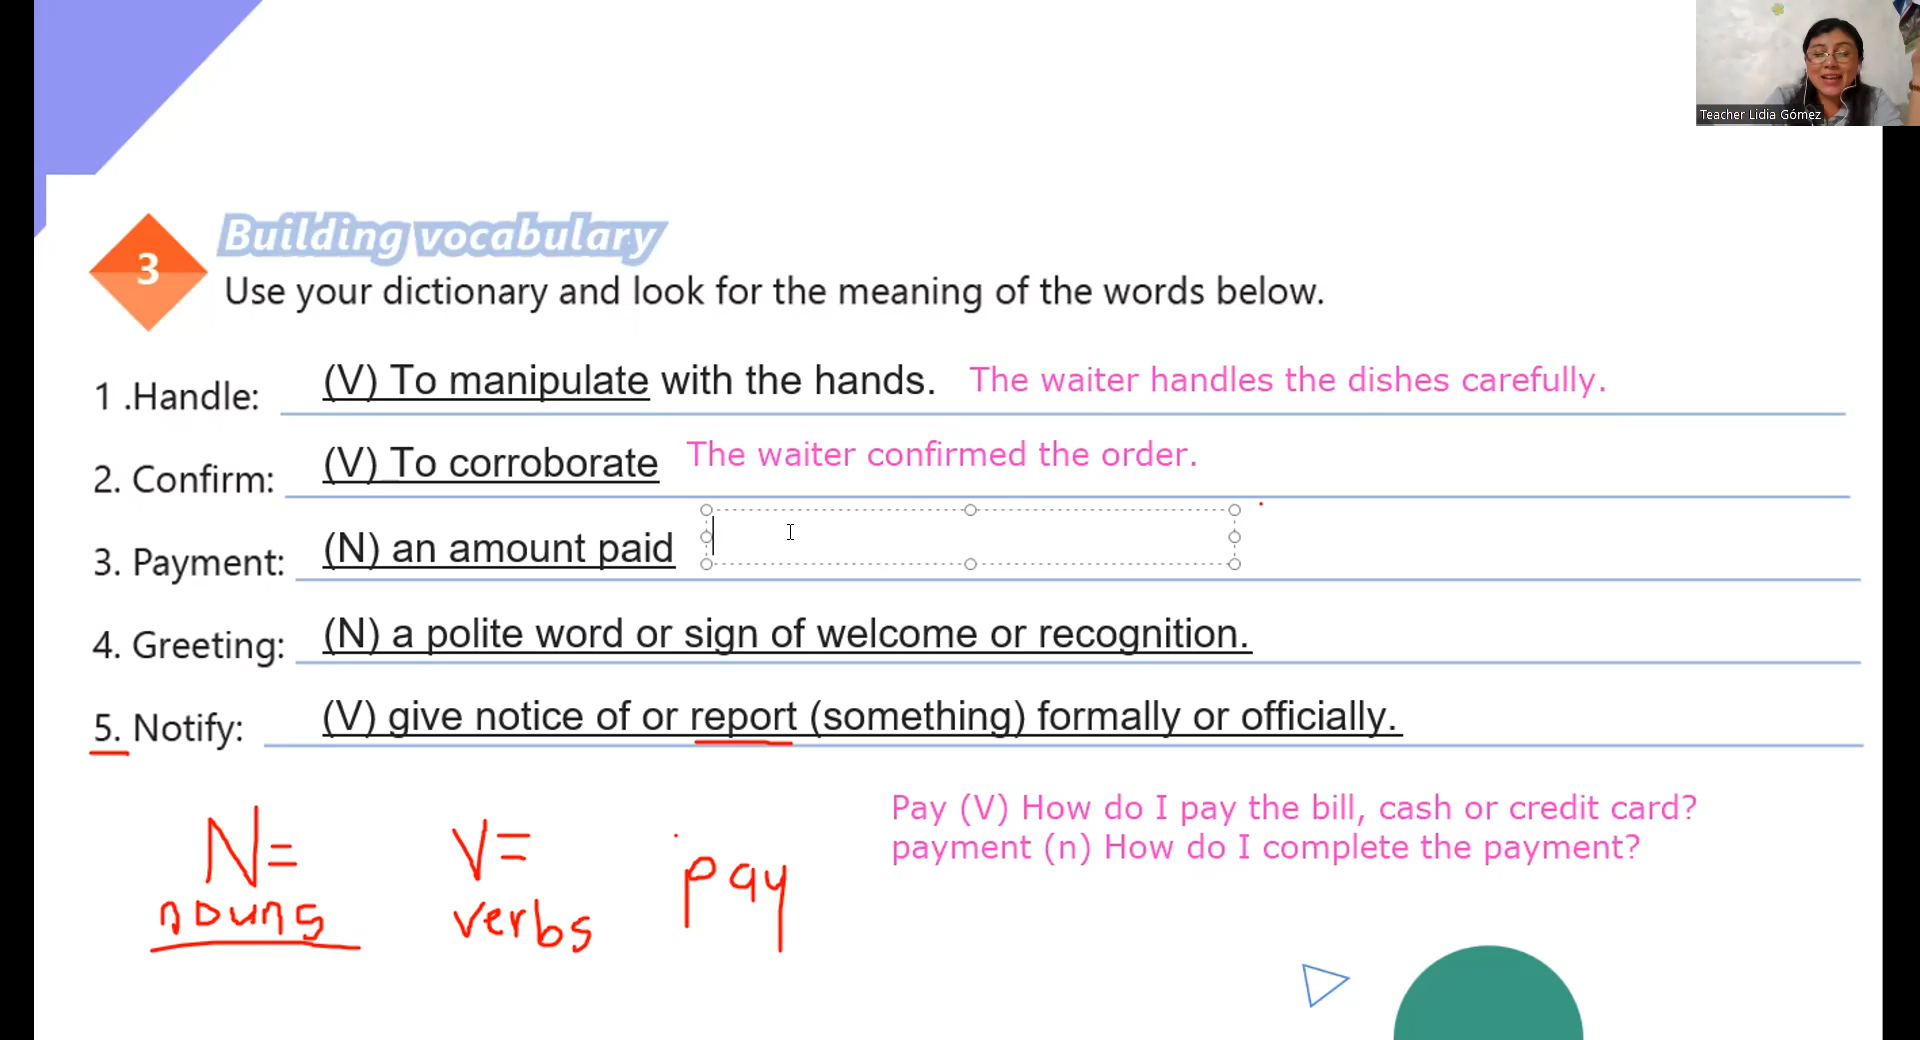 Teacher Lidia Gómez
3
Building vocabulary
Use your dictionary and look for the meaning of the words below.
1 .Handle: (V) To manipulate with the hands. The waiter handles the dishes carefully.
2. Confirm: (V) To corroborate The waiter confirmed the order.
3. Payment: (N) an amount paid
4. Greeting: (N) a polite word or sign of welcome or recognition.
5. Notify: (V) give notice of or report (something) formally or officially.
Pay (V) How do I pay the bill, cash or credit card?
payment (n) How do I complete the payment?
N=
nouns
V=
verbs
pay